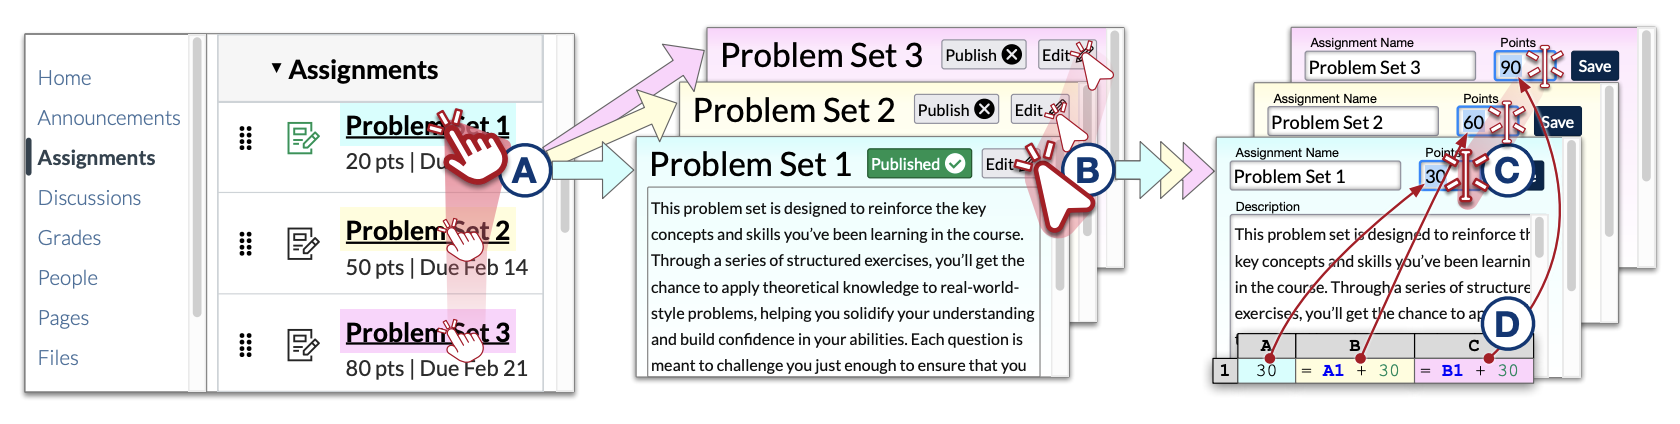 Home
Announcements
Assignments
Discussions
Grades
People
Pages
Files
▼ Assignments
Problem Set 1
20 pts | Due
Problem Set 2
50 pts | Due Feb 14
Problem Set 3
80 pts | Due Feb 21
A
Problem Set 3 Publish Edit
Problem Set 2 Publish Edit
Problem Set 1 Published Edit
B
This problem set is designed to reinforce the key
concepts and skills you've been learning in the course.
Through a series of structured exercises, you'll get the
chance to apply theoretical knowledge to real-world-
style problems, helping you solidify your understanding
and build confidence in your abilities. Each question is
meant to challenge you just enough to ensure that you
Assignment Name Points
Problem Set 3 90 Save
Assignment Name Points
Problem Set 2 60 Save
Assignment Name
Problem Set 1 30
C
Description
This problem set is designed to reinforce
key concepts and skills you've been
in the course. Through a series of
exercises, you'll get the chance to
D
A B C
1 30 = A1 + 30 = B1 + 30